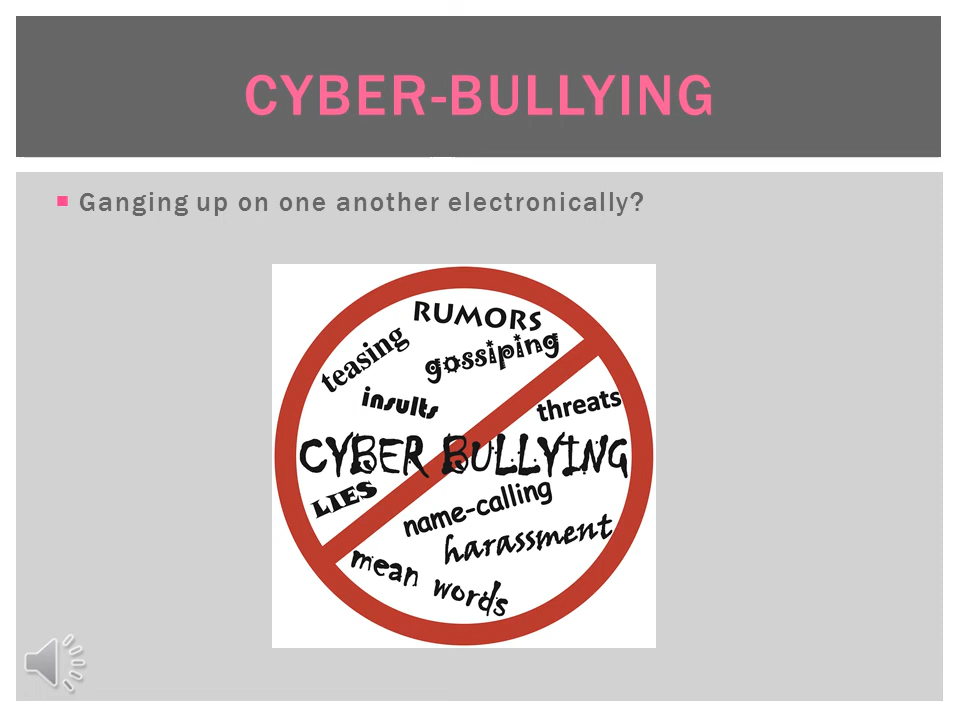 CYBER-BULLYING
Ganging up on one another electronically?
RUMORS
teasing
gossiping
insults
threats
CYBER BULLYING
LIES
name-calling
harassment
mean words